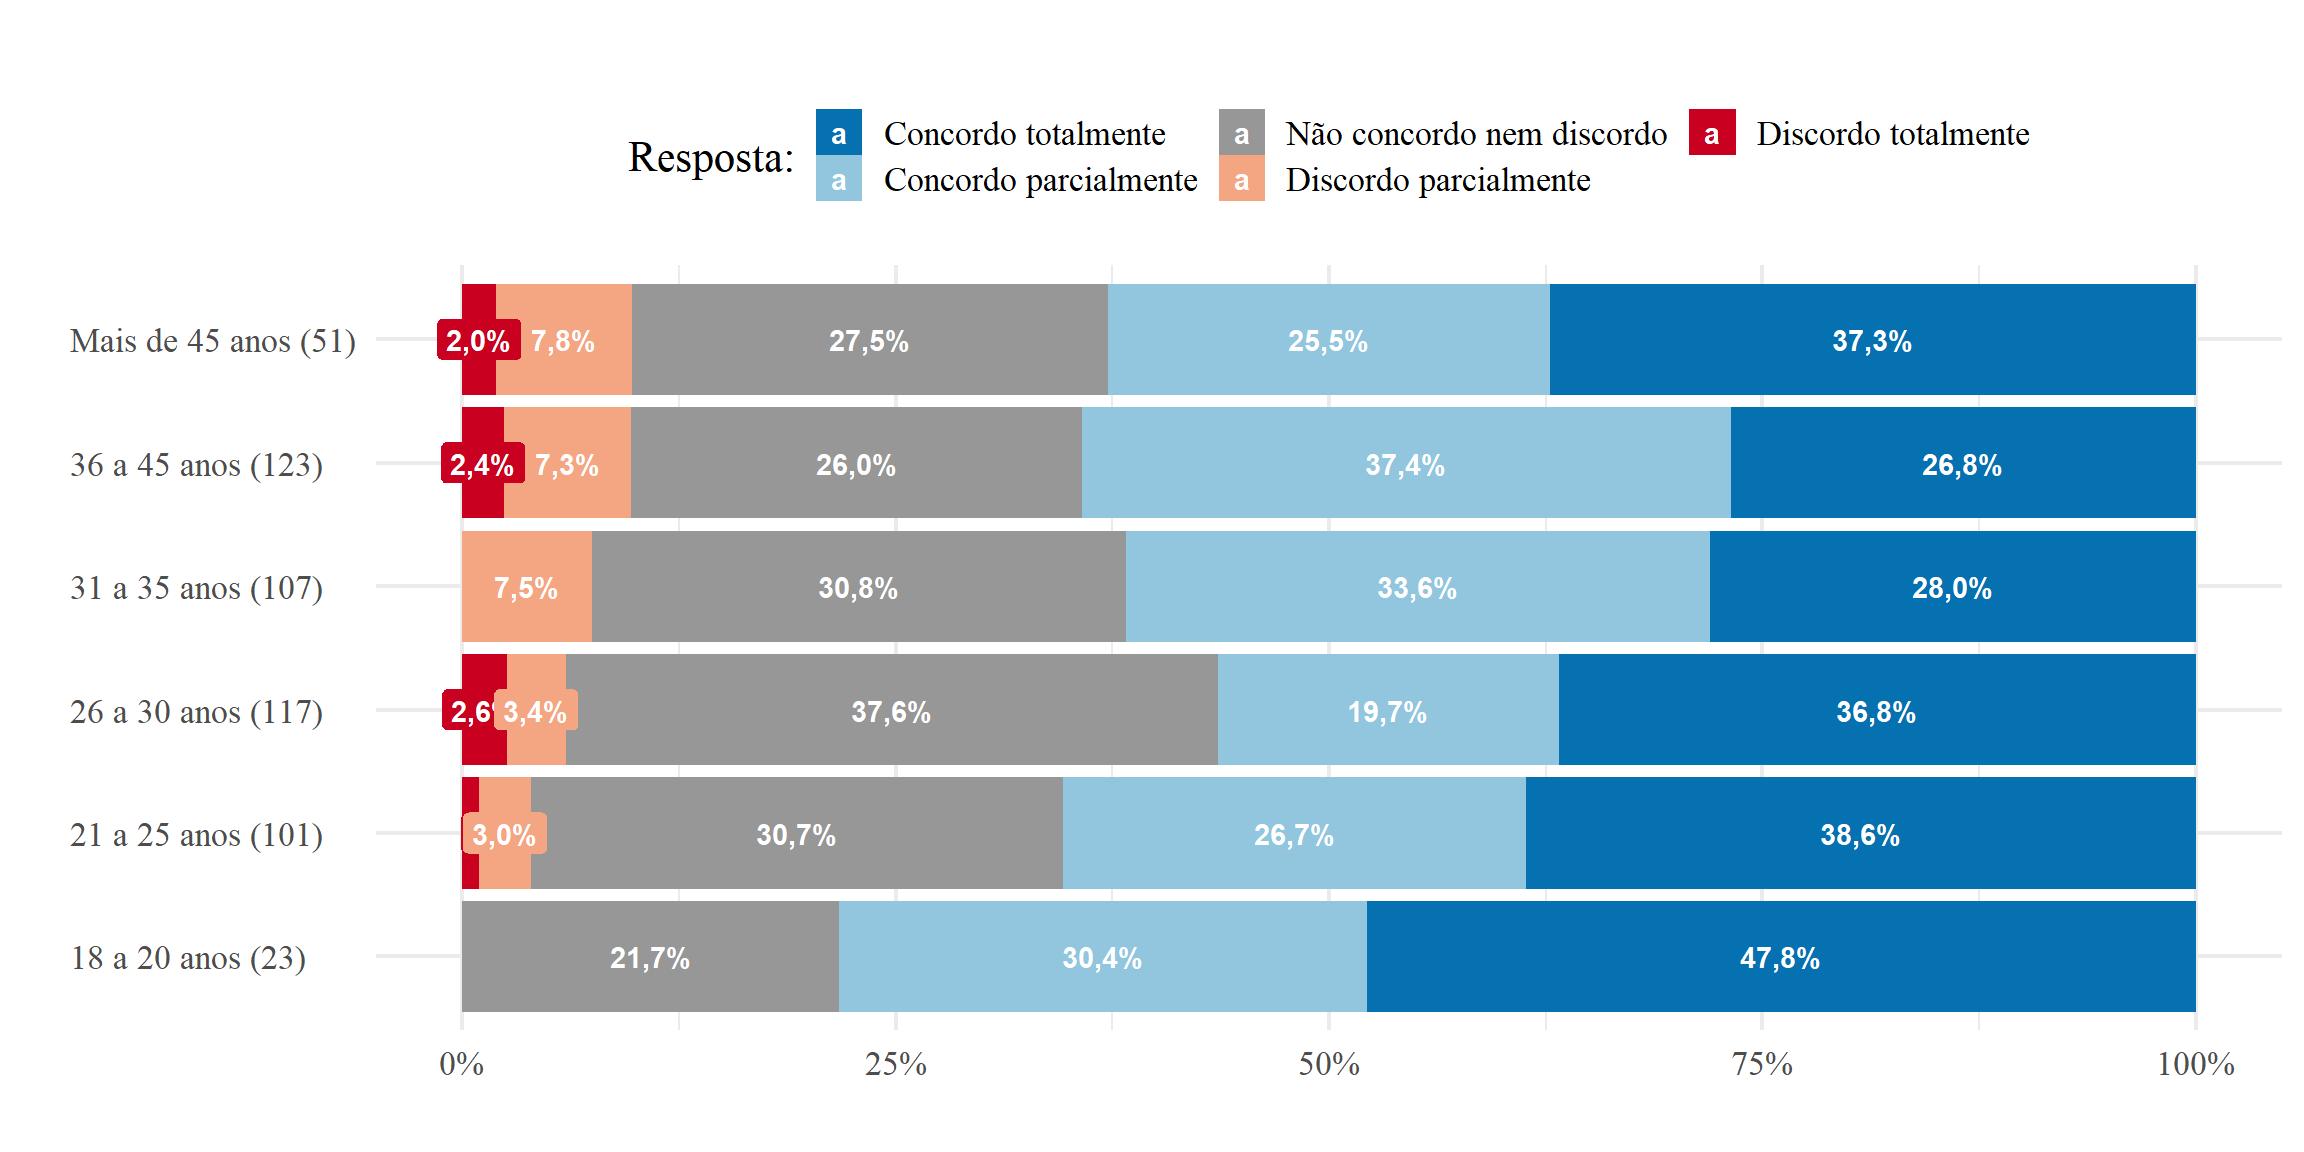 Resposta:
a Concordo totalmente a Não concordo nem discordo a Discordo totalmente
a Concordo parcialmente a Discordo parcialmente
Mais de 45 anos (51) 2,0% 7,8% 27,5% 25,5% 37,3%
36 a 45 anos (123) 2,4% 7,3% 26,0% 37,4% 26,8%
31 a 35 anos (107) 7,5% 30,8% 33,6% 28,0%
26 a 30 anos (117) 2,6% 3,4% 37,6% 19,7% 36,8%
21 a 25 anos (101) 3,0% 30,7% 26,7% 38,6%
18 a 20 anos (23) 21,7% 30,4% 47,8%
0% 25% 50% 75% 100%